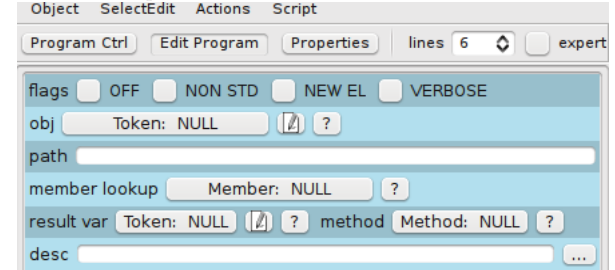 Object SelectEdit Actions Script
Program Ctrl Edit Program Properties lines 6 expert
flags OFF NON STD NEW EL VERBOSE
obj Token: NULL ?
path
member lookup Member: NULL ?
result var Token: NULL ? method Method: NULL ?
desc ...